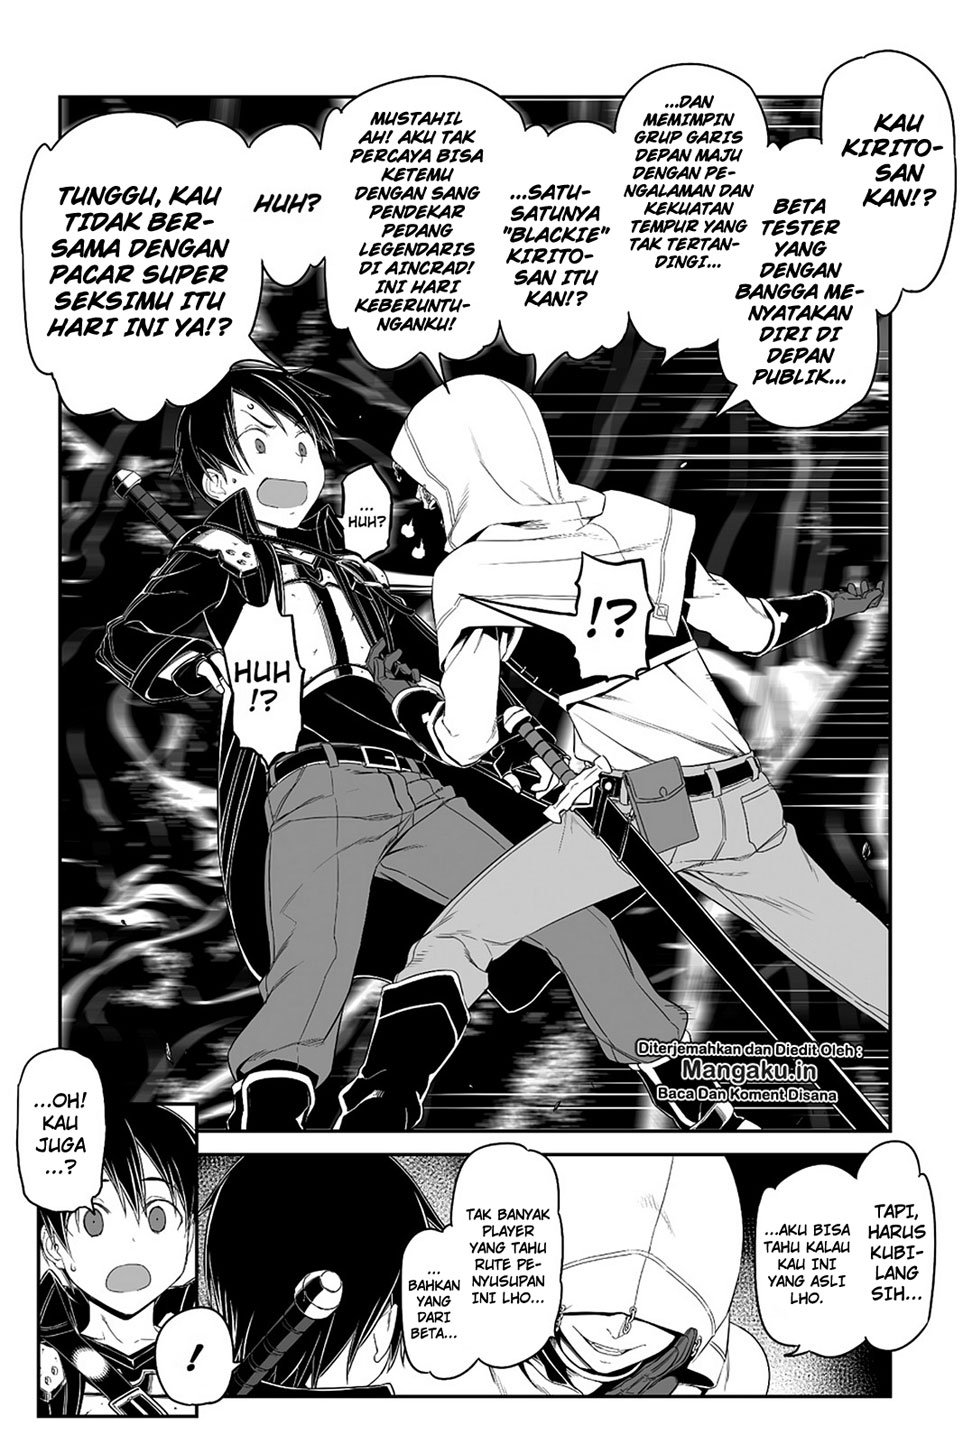 KAU
KIRITO-
SAN
KAN!?
BETA
TESTER
YANG
DENGAN
BANGGA ME-
NYATAKAN
DIRI DI
DEPAN
PUBLIK...
...DAN
MEMIMPIN
GRUP GARIS
DEPAN MAJU
DENGAN PE-
NGALAMAN DAN
KEKUATAN
TEMPUR YANG
TAK TERTAN-
DINGI...
...SATU-
SATUNYA
"BLACKIE"
KIRITO-
SAN ITU
KAN!?
MUSTAHIL
AH! AKU TAK
PERCAYA BISA
KETEMU
DENGAN SANG
PENDEKAR
PEDANG
LEGENDARIS
DI AINCRAD!
INI HARI
KEBERUNTU-
NGANKU!
HUH?
TUNGGU, KAU
TIDAK BER-
SAMA DENGAN
PACAR SUPER
SEKSIMU ITU
HARI INI YA!?
...
HUH?
!?
HUH
!?
Diterjemahkan dan Diedit Oleh :
Mangaku.in
Baca Dan Koment Disana
TAPI,
HARUS
KUBI-
LANG
SIH...
...AKU BISA
TAHU KALAU
KAU INI
YANG ASLI
LHO.
TAK BANYAK
PLAYER
YANG TAHU
RUTE PE-
NYUSUPAN
INI LHO...
...
BAHKAN
YANG
DARI
BETA...
...OH!
KAU
JUGA
...?
!